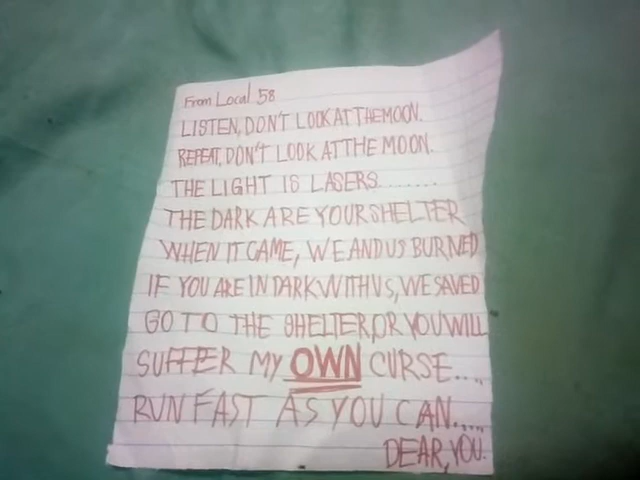 From Local 58
LISTEN, DON'T LOOK AT THE MOON.
REPEAT, DON'T LOOK AT THE MOON.
THE LIGHT IS LASERS........
THE DARK ARE YOUR SHELTER
WHEN IT CAME, WE AND US BURNED
IF YOU ARE IN DARK WITH US, WE SAVED
GO TO THE SHELTER, OR YOU WILL
SUFFER MY OWN CURSE....
RUN FAST AS YOU CAN....
DEAR, YOU.